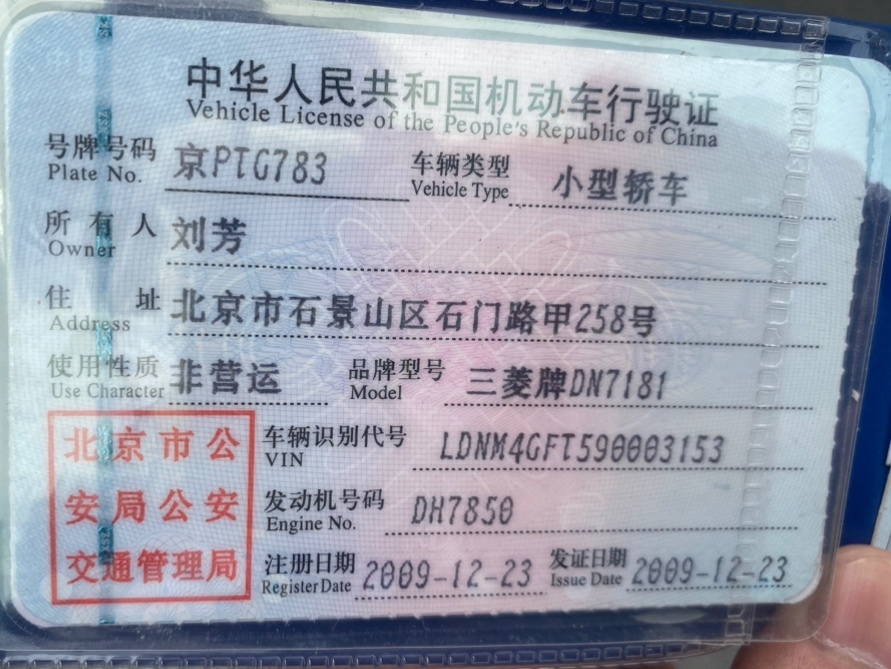 中华人民共和国机动车行驶证
Vehicle License of the People's Republic of China
号牌号码 京PTG783 车辆类型 小型轿车
Plate No. Vehicle Type
所有人 刘芳
Owner
住址 北京市石景山区石门路甲258号
Address
使用性质 非营运 品牌型号 三菱牌DN7181
Use Character Model
北京市公 车辆识别代号 LDNM4GFT590003153
VIN
安局公安 发动机号码 DH7850
Engine No.
交通管理局 注册日期 2009-12-23 发证日期 2009-12-23
Register Date Issue Date